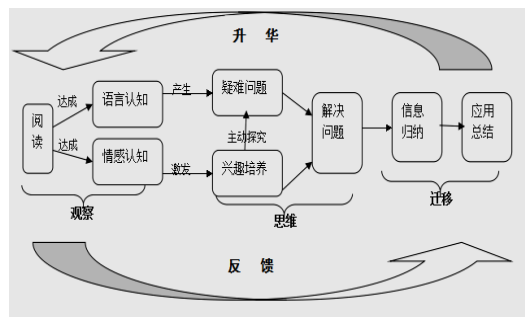 升 华
阅
读
达成
达成
语言认知
情感认知
产生
激发
疑难问题
主动探究
兴趣培养
解决
问题
信息
归纳
应用
总结
观察
思维
迁移
反 馈